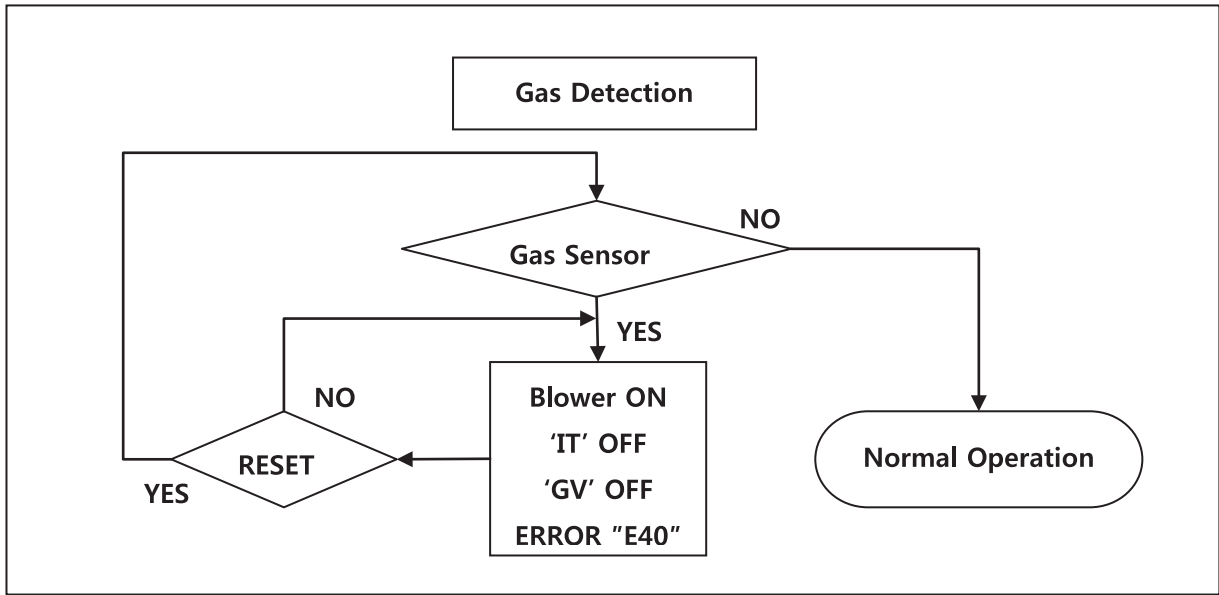 Gas Detection
NO
Gas Sensor
YES
Blower ON
‘IT’ OFF
‘GV’ OFF
ERROR ”E40”
NO
RESET
YES
Normal Operation